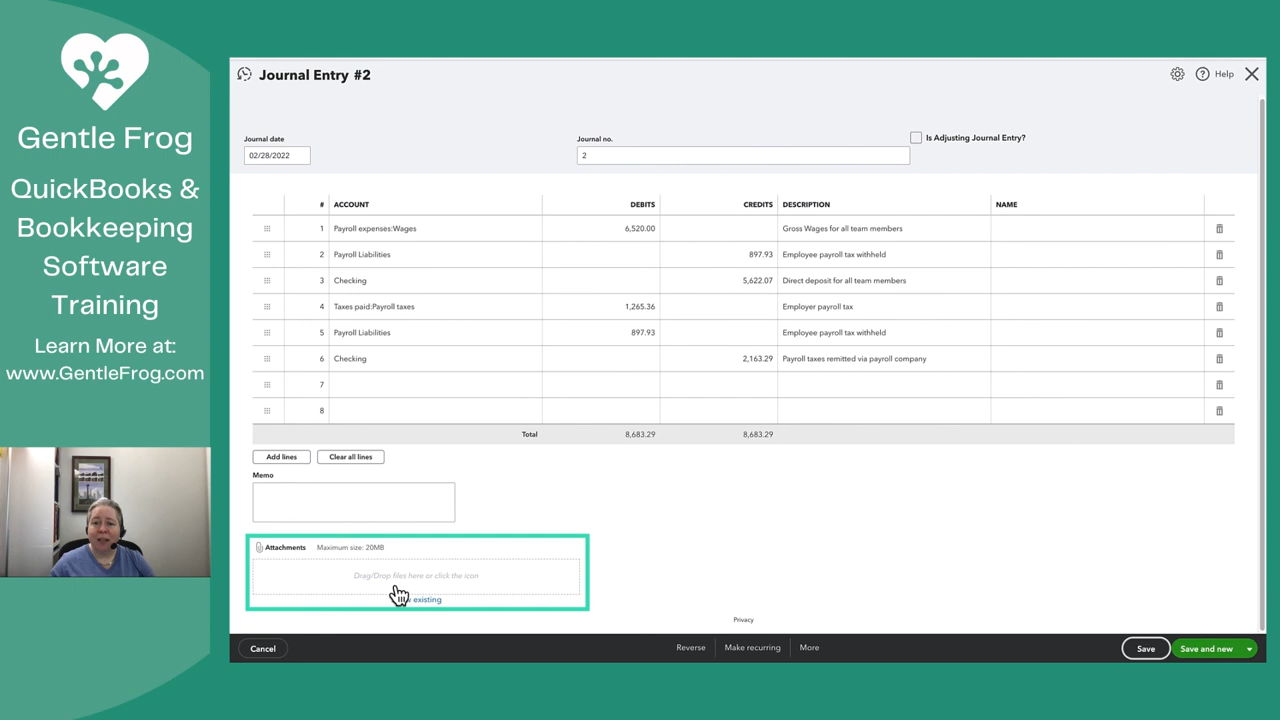 Gentle Frog
QuickBooks &
Bookkeeping
Software
Training
Learn More at:
www.GentleFrog.com
Journal Entry #2
Help
Journal date
02/28/2022
Journal no.
2
Is Adjusting Journal Entry?
# ACCOUNT DEBITS CREDITS DESCRIPTION NAME
1 Payroll expenses:Wages 6,520.00 Gross Wages for all team members
2 Payroll Liabilities 897.93 Employee payroll tax withheld
3 Checking 5,622.07 Direct deposit for all team members
4 Taxes paid:Payroll taxes 1,265.36 Employer payroll tax
5 Payroll Liabilities 897.93 Employee payroll tax withheld
6 Checking 2,163.29 Payroll taxes remitted via payroll company
7
8
Total 8,683.29 8,683.29
Add lines Clear all lines
Memo
Attachments Maximum size: 20MB
Drag/Drop files here or click the icon
existing
Privacy
Cancel Reverse Make recurring More Save Save and new